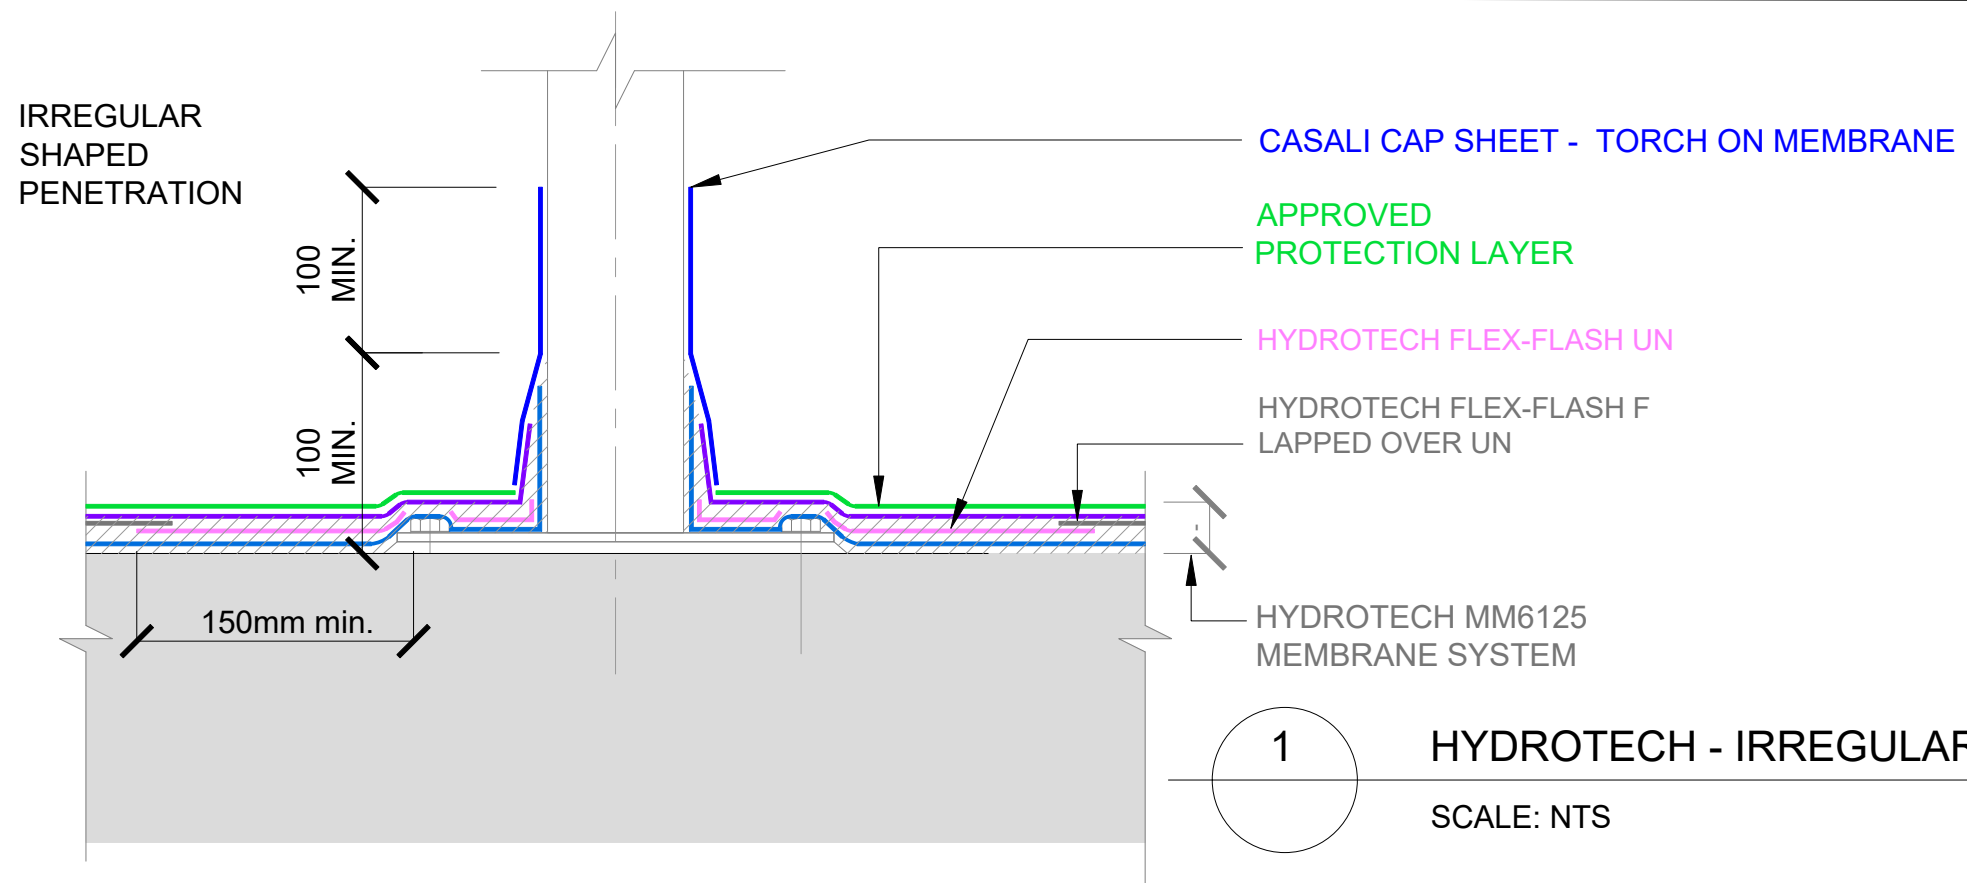 IRREGULAR
SHAPED
PENETRATION
100
MIN.
100
MIN.
150mm min.
CASALI CAP SHEET - TORCH ON MEMBRANE
APPROVED
PROTECTION LAYER
HYDROTECH FLEX-FLASH UN
HYDROTECH FLEX-FLASH F
LAPPED OVER UN
-
HYDROTECH MM6125
MEMBRANE SYSTEM
1
HYDROTECH - IRREGULAR
SCALE: NTS